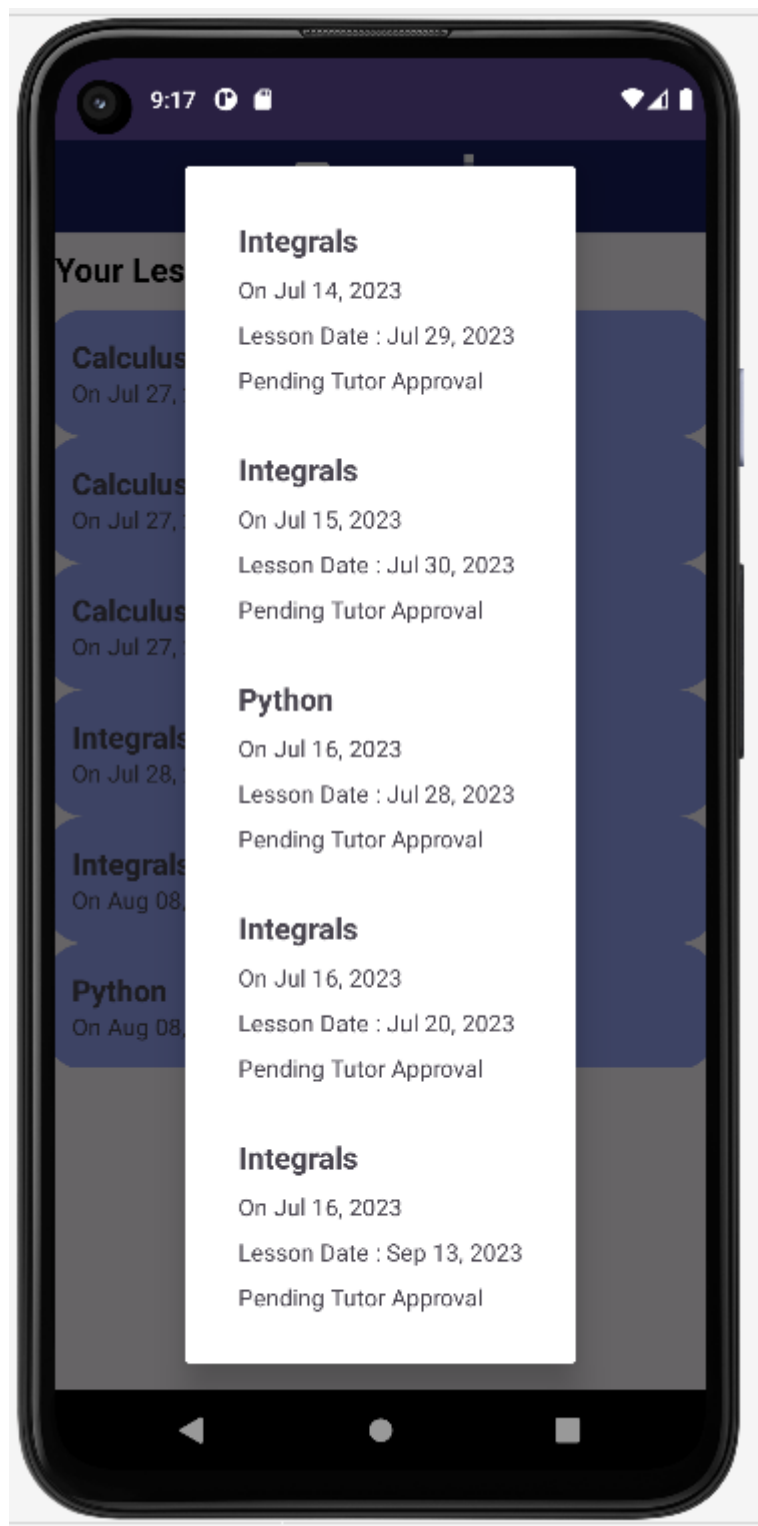 9:17
Your Les
Calculus
On Jul 27,
Calculus
On Jul 27,
Calculus
On Jul 27,
Integrals
On Jul 28,
Integrals
On Aug 08,
Python
On Aug 08,
Integrals
On Jul 14, 2023
Lesson Date : Jul 29, 2023
Pending Tutor Approval
Integrals
On Jul 15, 2023
Lesson Date : Jul 30, 2023
Pending Tutor Approval
Python
On Jul 16, 2023
Lesson Date : Jul 28, 2023
Pending Tutor Approval
Integrals
On Jul 16, 2023
Lesson Date : Jul 20, 2023
Pending Tutor Approval
Integrals
On Jul 16, 2023
Lesson Date : Sep 13, 2023
Pending Tutor Approval